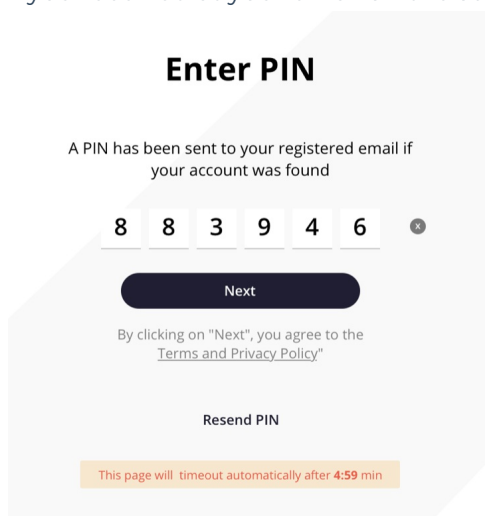 Enter PIN
A PIN has been sent to your registered email if
your account was found
8 8 3 9 4 6 x
Next
By clicking on "Next", you agree to the
Terms and Privacy Policy"
Resend PIN
This page will timeout automatically after 4:59 min